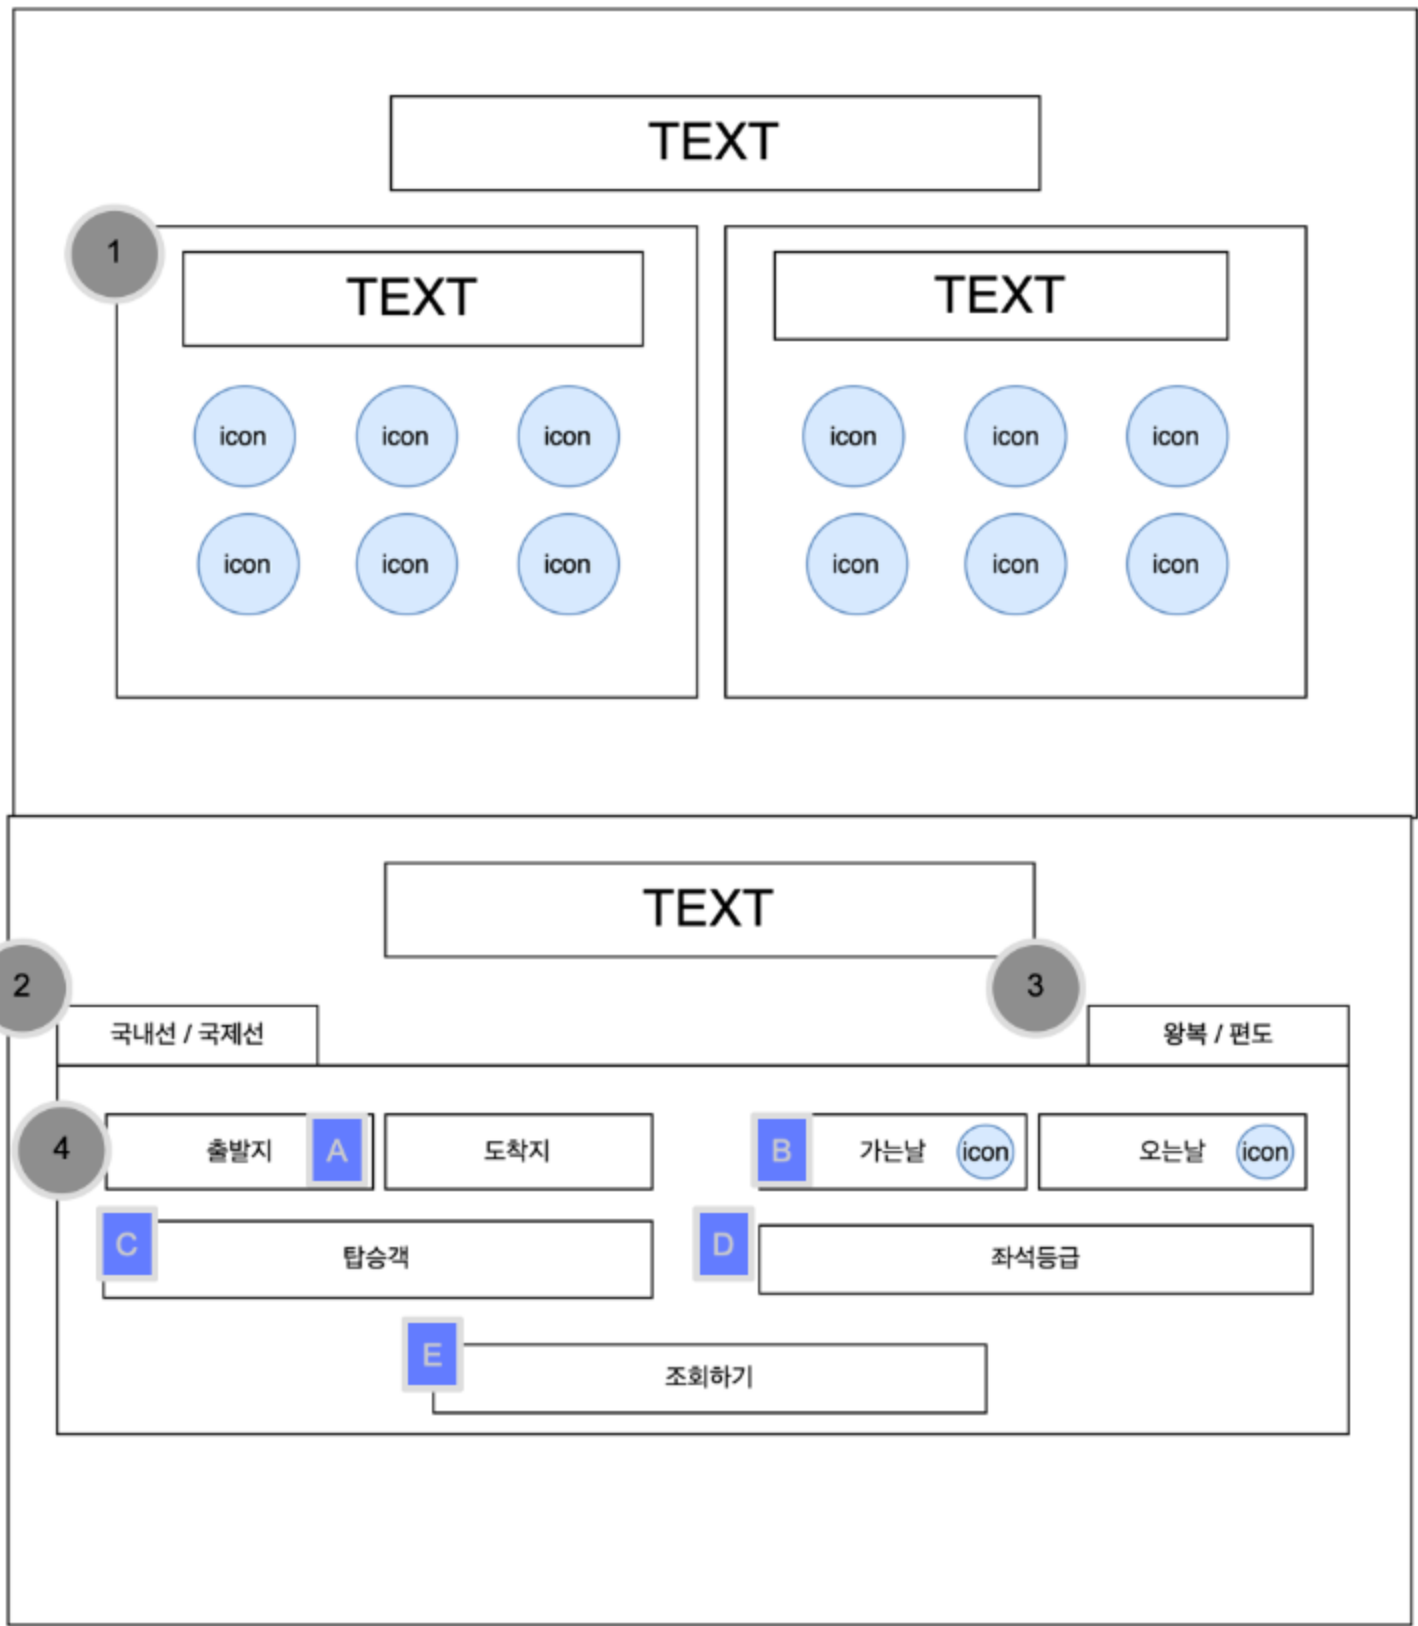 TEXT
1
TEXT
TEXT
icon icon icon
icon icon icon
icon icon icon
icon icon icon
TEXT
2
3
국내선 / 국제선
왕복 / 편도
4
출발지 A
도착지
B 가는날 icon
오는날 icon
C 탑승객
D 좌석등급
E 조회하기